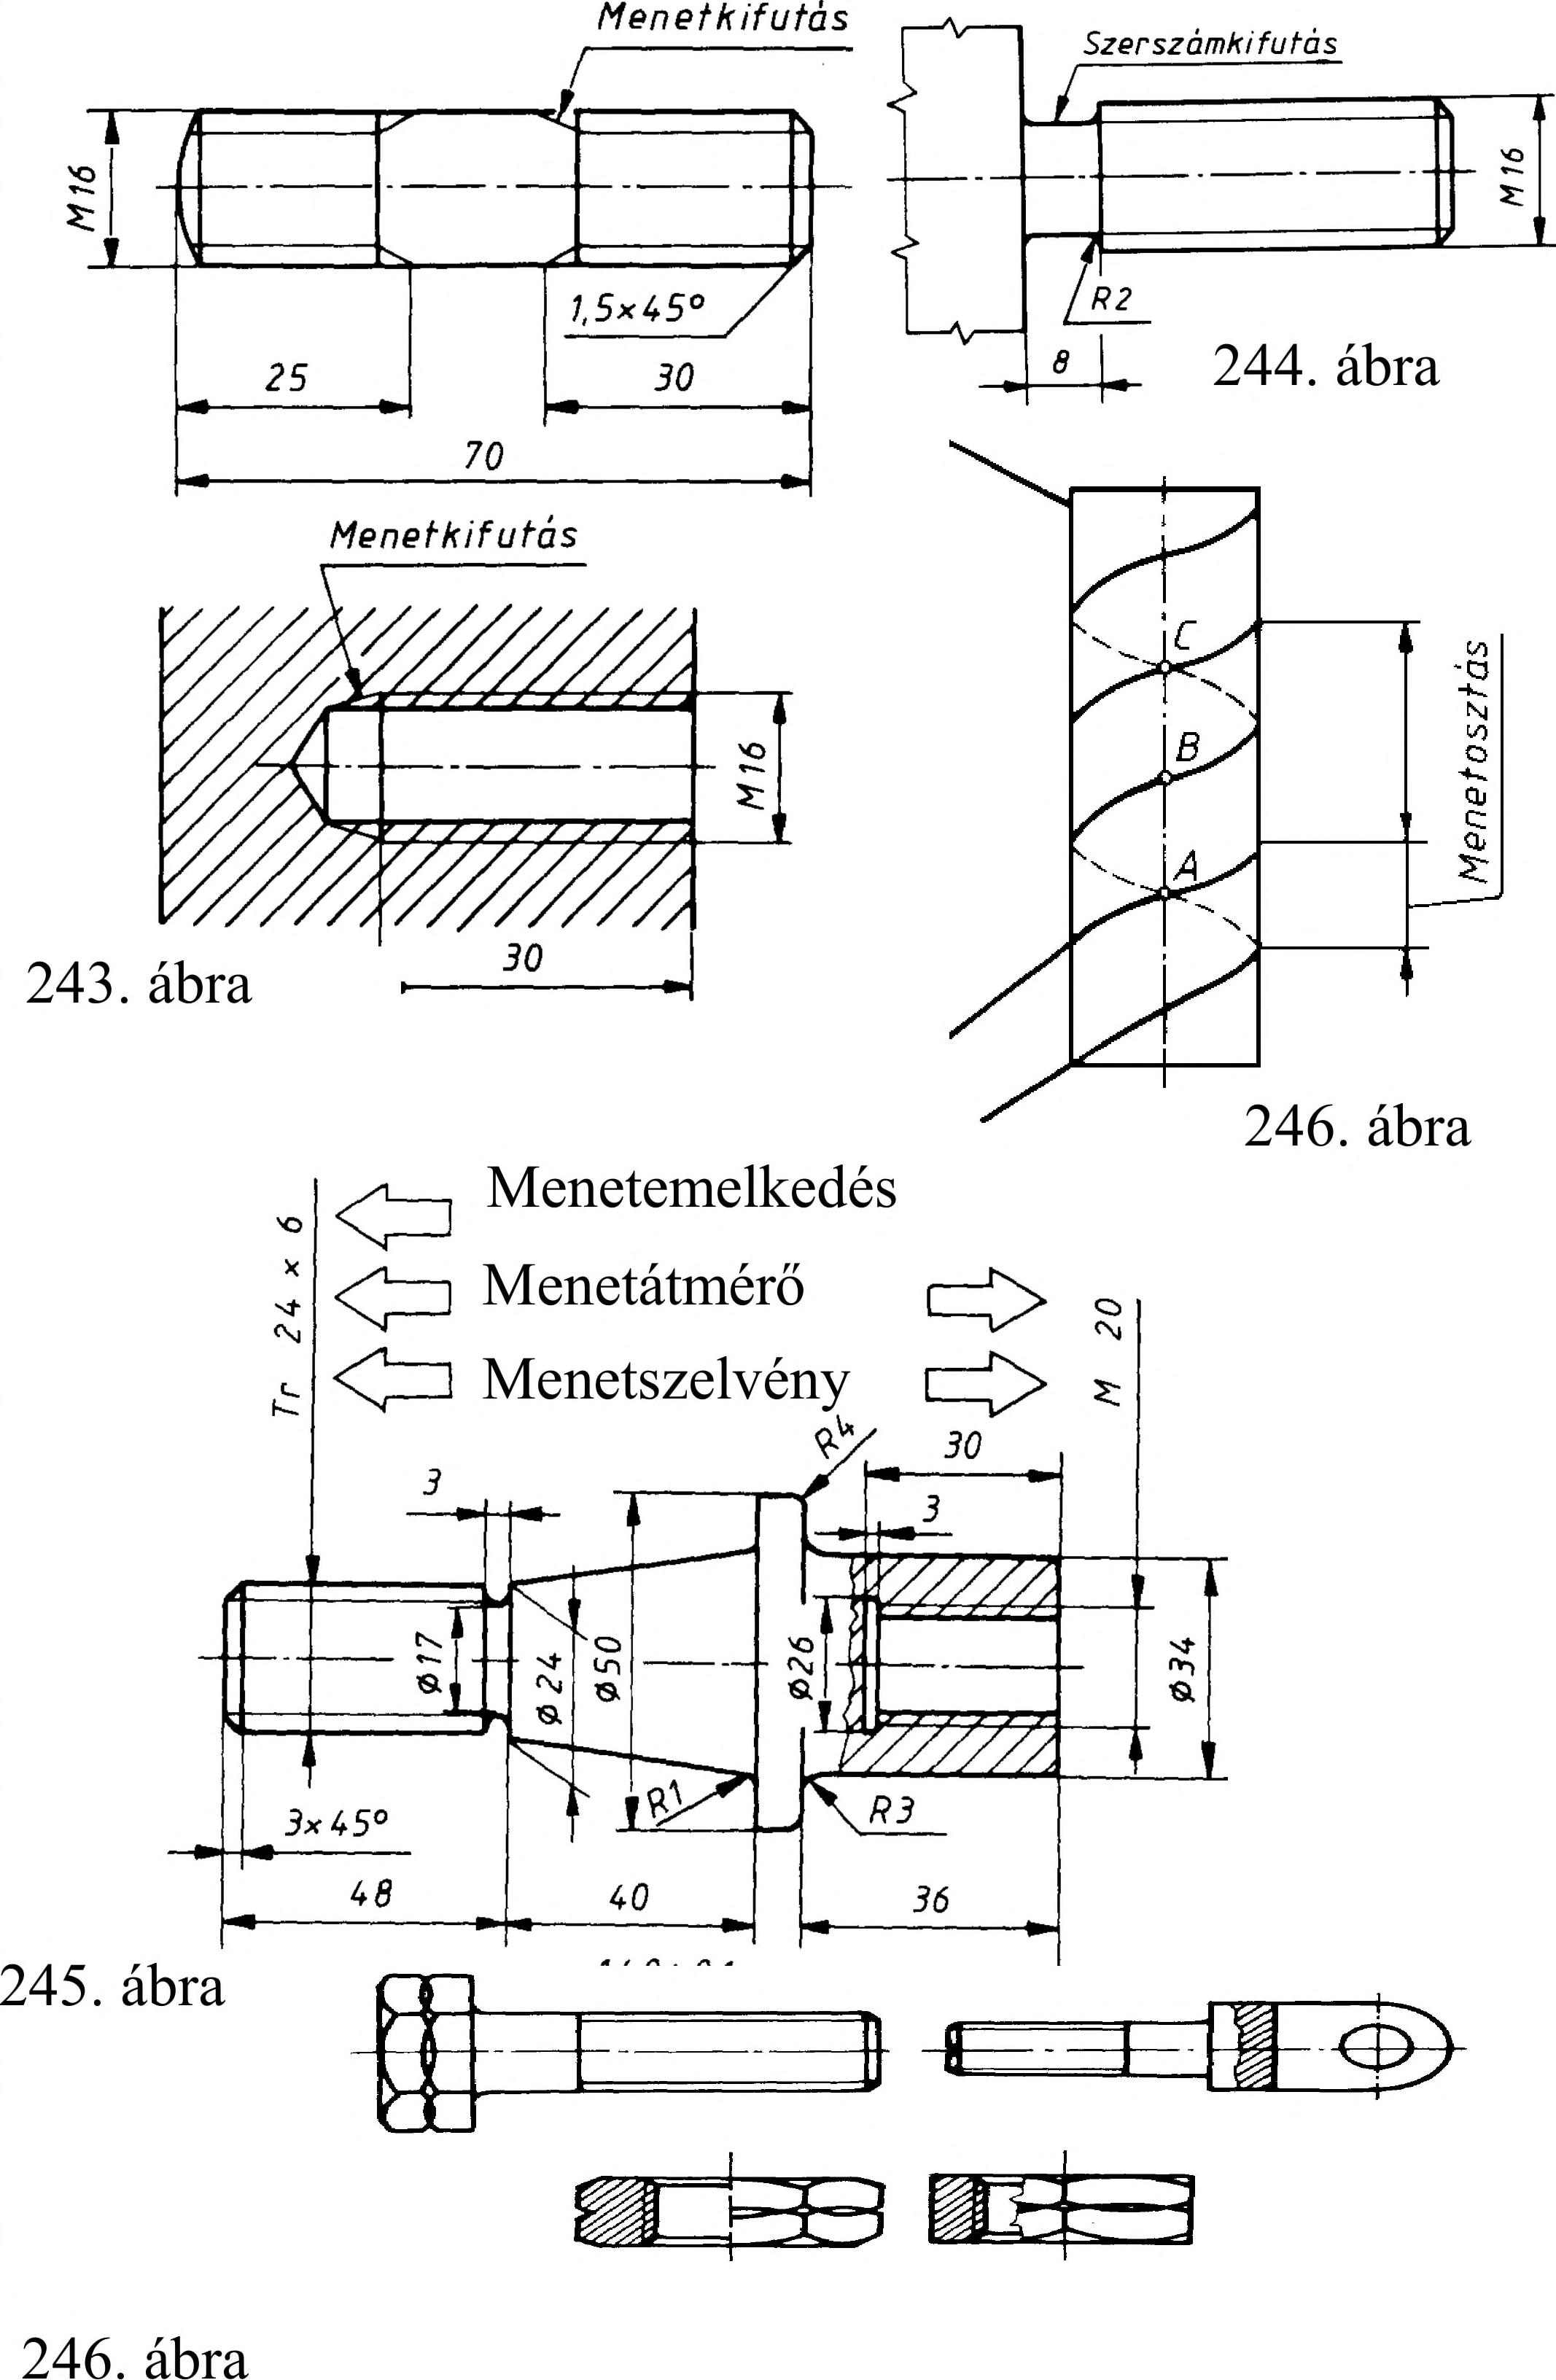 Menetkifutás
M16
1,5×45°
25
30
70
Szerszámkifutás
M16
R2
8
244. ábra
Menetkifutás
M16
30
243. ábra
C
B
A
Menetosztás
246. ábra
Menetemelkedés
Menetátmérő
Menetszelvény
Tr 24 × 6
M 20
R4
30
3
3
ø17
ø24
ø50
ø26
ø34
R1
R3
3×45°
48
40
36
245. ábra
246. ábra